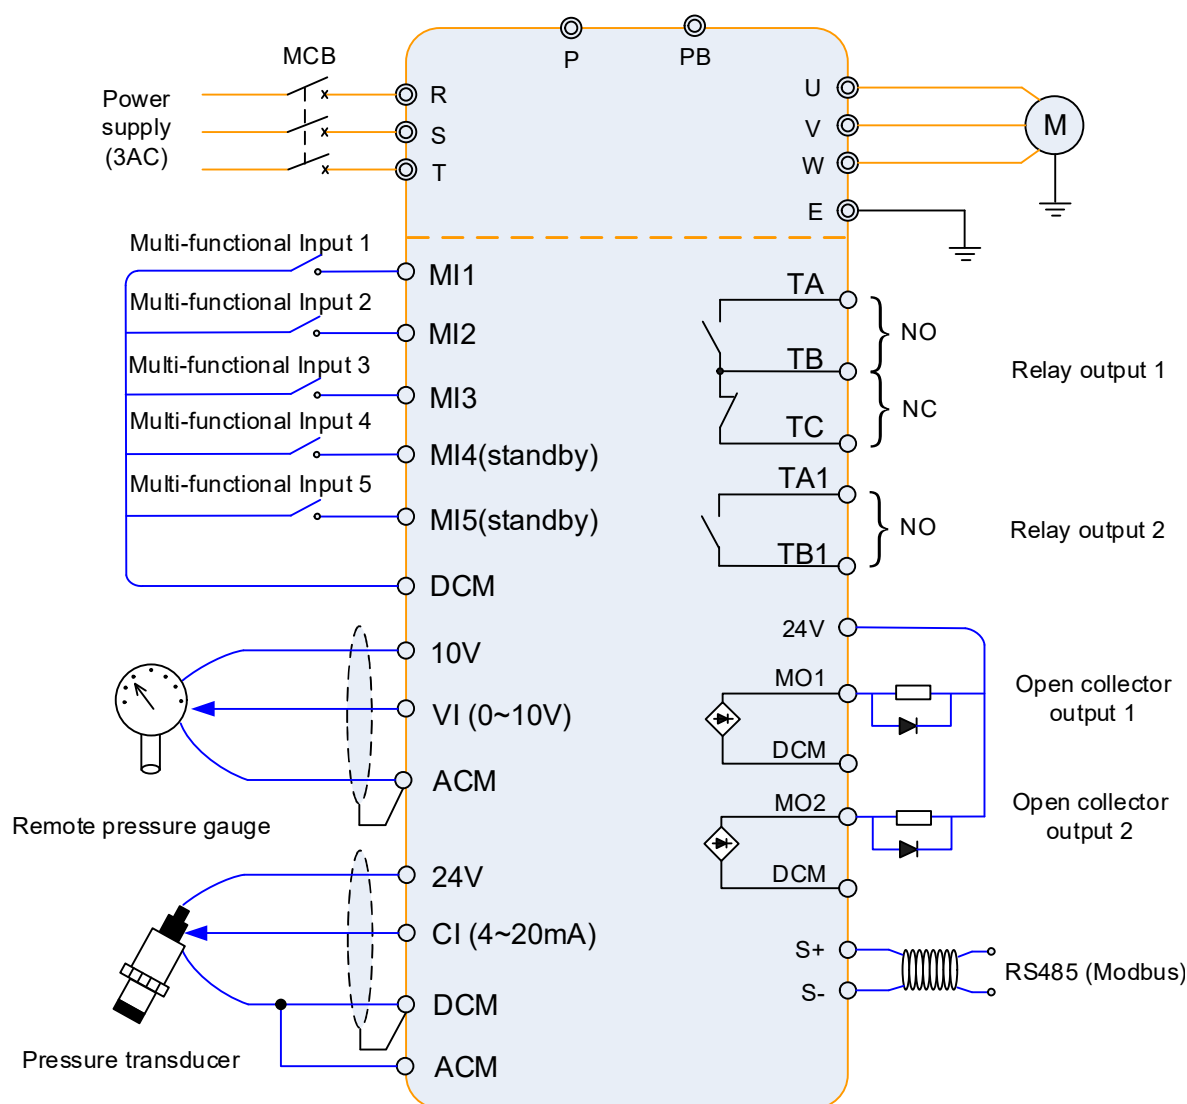 P
PB
MCB
Power
supply
(3AC)
R
S
T
U
V
W
E
M
Multi-functional Input 1
MI1
Multi-functional Input 2
MI2
Multi-functional Input 3
MI3
Multi-functional Input 4
MI4(standby)
Multi-functional Input 5
MI5(standby)
DCM
10V
VI (0~10V)
ACM
Remote pressure gauge
24V
CI (4~20mA)
DCM
ACM
Pressure transducer
TA
NO
TB
Relay output 1
NC
TC
TA1
NO
Relay output 2
TB1
24V
MO1
Open collector
output 1
DCM
MO2
Open collector
output 2
DCM
S+
S-
RS485 (Modbus)